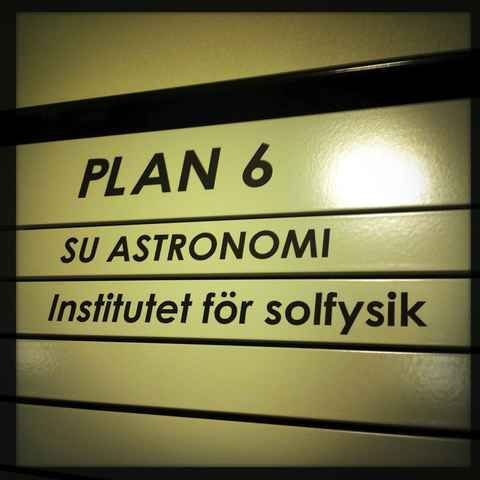 PLAN 6
SU ASTRONOMI
Institutet för solfysik